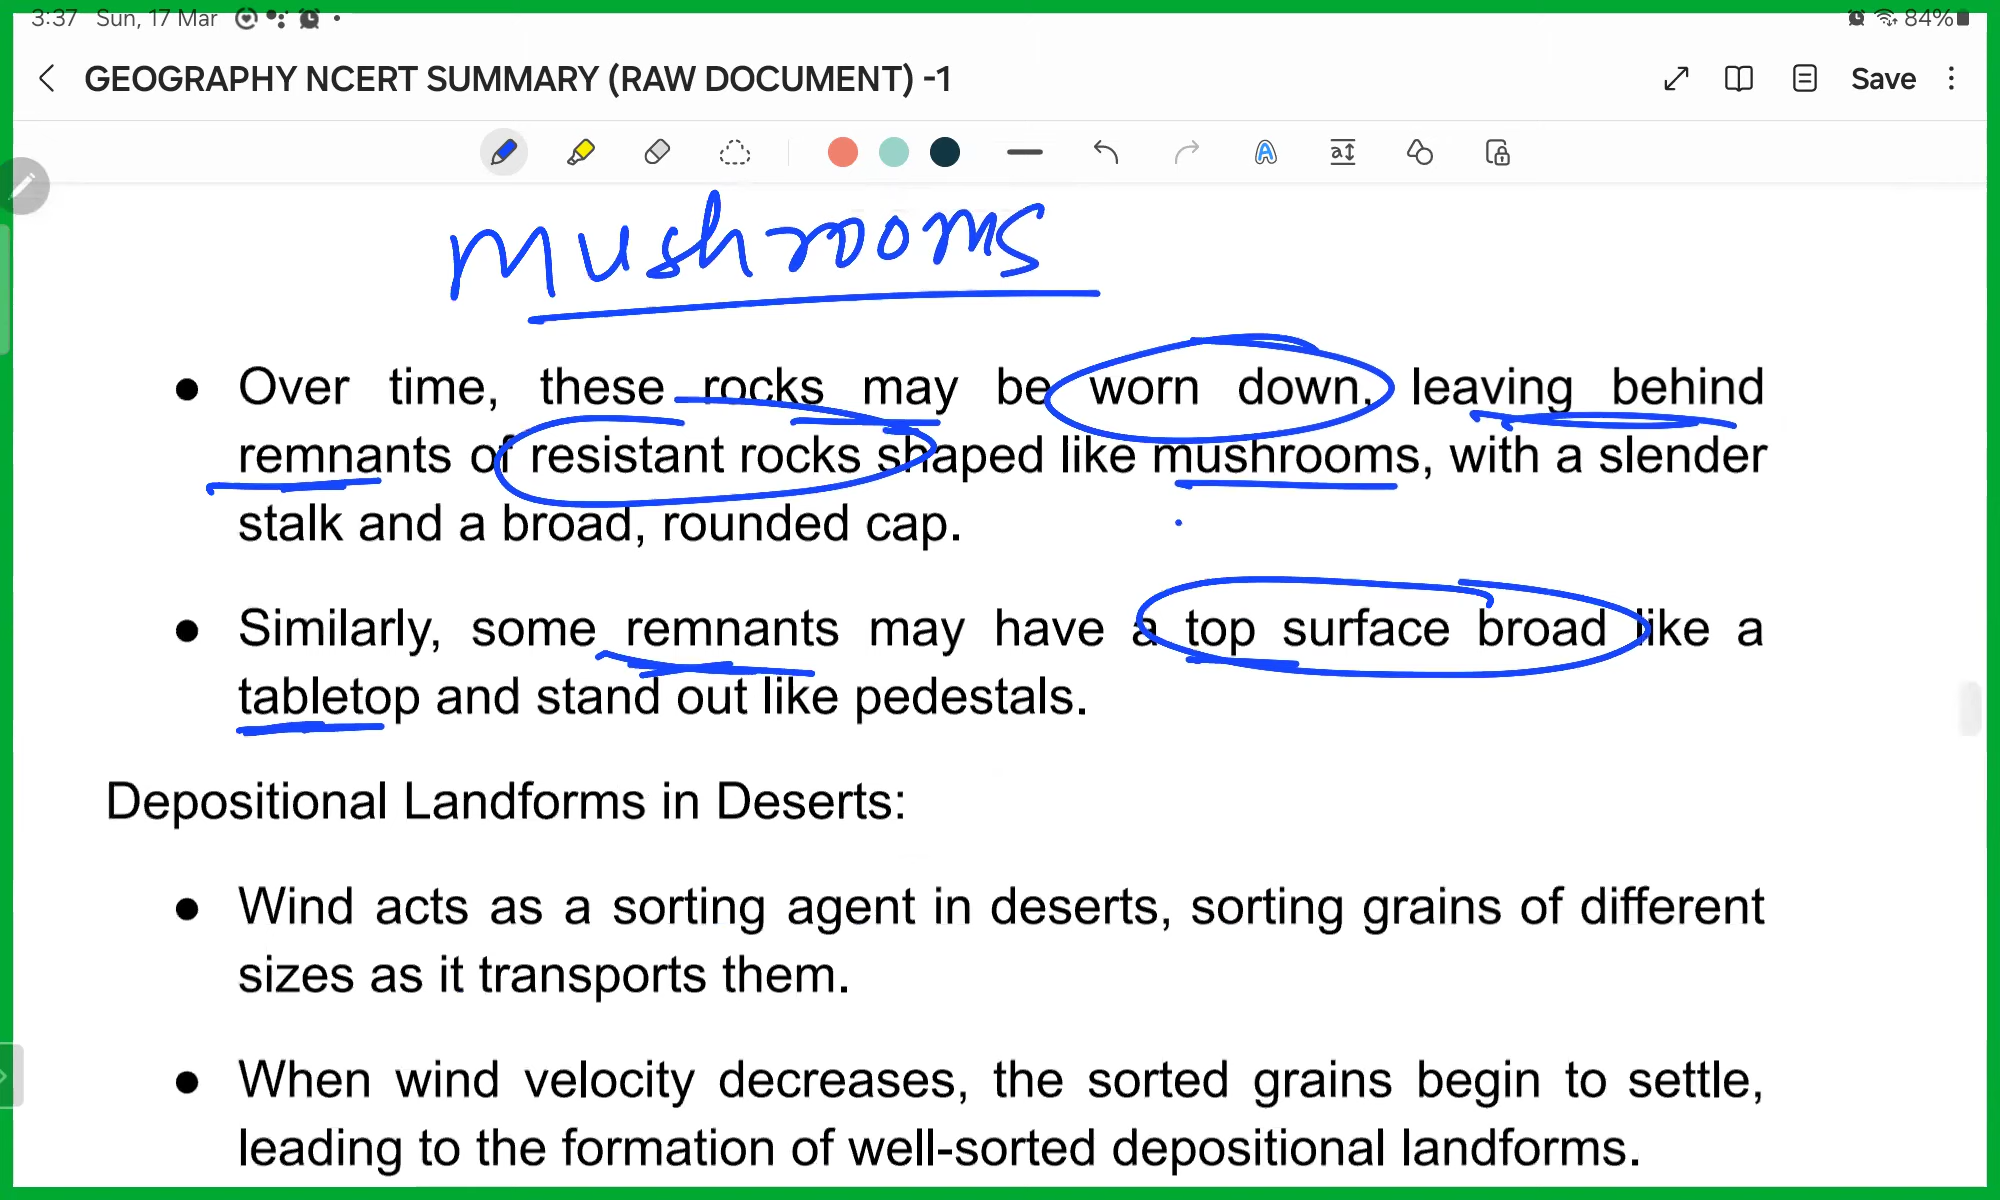 3:37 Sun, 17 Mar 84%
GEOGRAPHY NCERT SUMMARY (RAW DOCUMENT) -1 Save
mushrooms
● Over time, these rocks may be worn down, leaving behind
remnants of resistant rocks shaped like mushrooms, with a slender
stalk and a broad, rounded cap.
● Similarly, some remnants may have a top surface broad like a
tabletop and stand out like pedestals.
Depositional Landforms in Deserts:
● Wind acts as a sorting agent in deserts, sorting grains of different
sizes as it transports them.
● When wind velocity decreases, the sorted grains begin to settle,
leading to the formation of well-sorted depositional landforms.